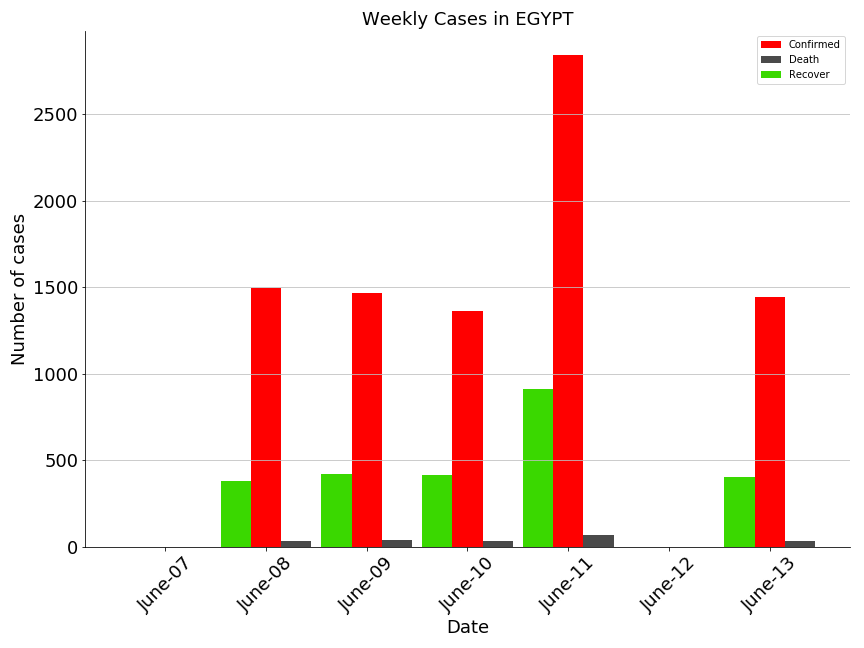 Weekly Cases in EGYPT
Confirmed
Death
Recover
Number of cases
2500
2000
1500
1000
500
0
June-07
June-08
June-09
June-10
June-11
June-12
June-13
Date